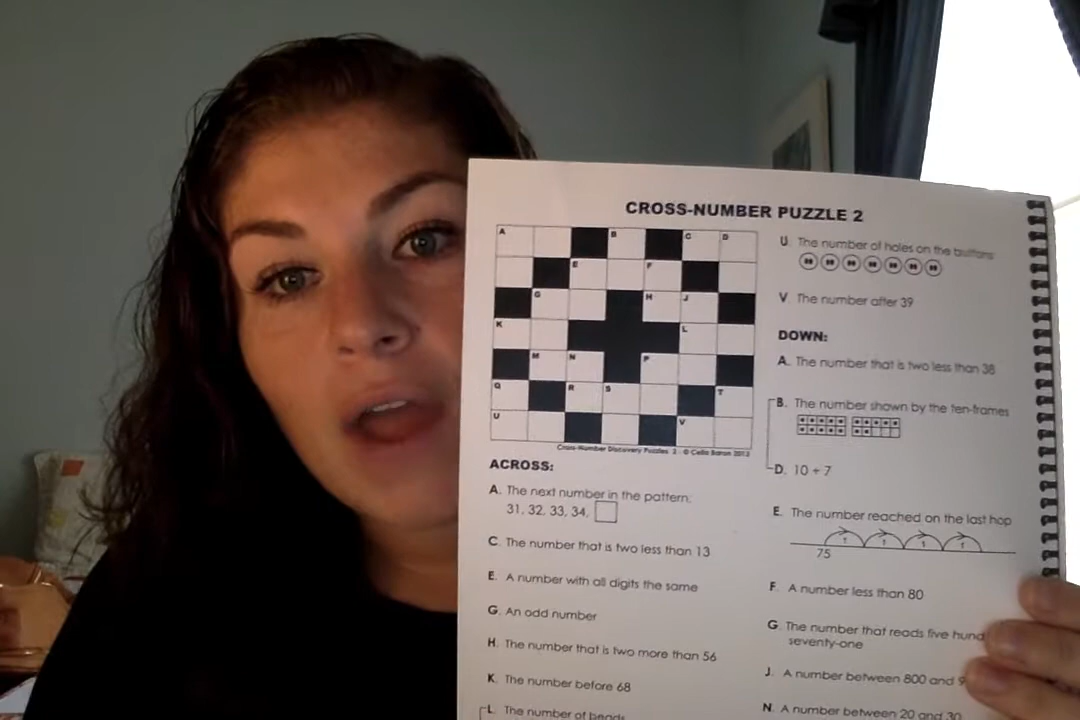 CROSS-NUMBER PUZZLE 2
A B C D
E F
G H J
K L
M N P
Q R S T
U V
Cross-Number Discovery Puzzles 2 - © Celia Baron 2013
ACROSS:
A. The next number in the pattern:
31, 32, 33, 34,
C. The number that is two less than 13
E. A number with all digits the same
G. An odd number
H. The number that is two more than 56
K. The number before 68
L. The number of beads
U. The number of holes on the buttons
V The number after 39
DOWN:
A. The number that is two less than 38
B. The number shown by the ten-frames
D. 10 + 7
E. The number reached on the last hop
1 1 1 1
75
F. A number less than 80
G. The number that reads five
seventy-one
J. A number between 800 and
N. A number between 20 and 30